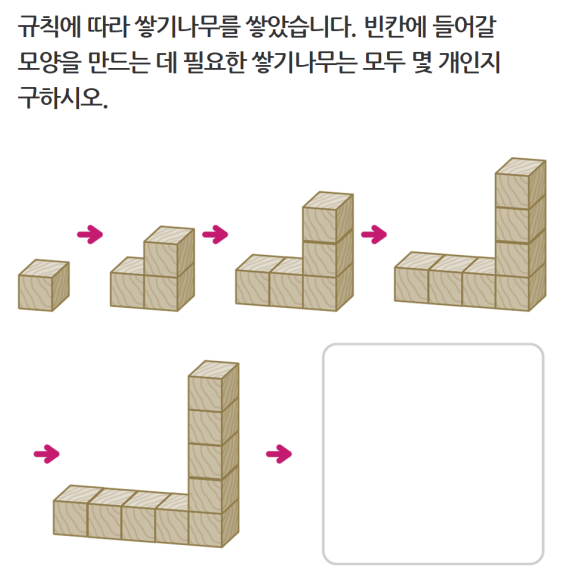 규칙에 따라 쌓기나무를 쌓았습니다. 빈칸에 들어갈
모양을 만드는 데 필요한 쌓기나무는 모두 몇 개인지
구하시오.